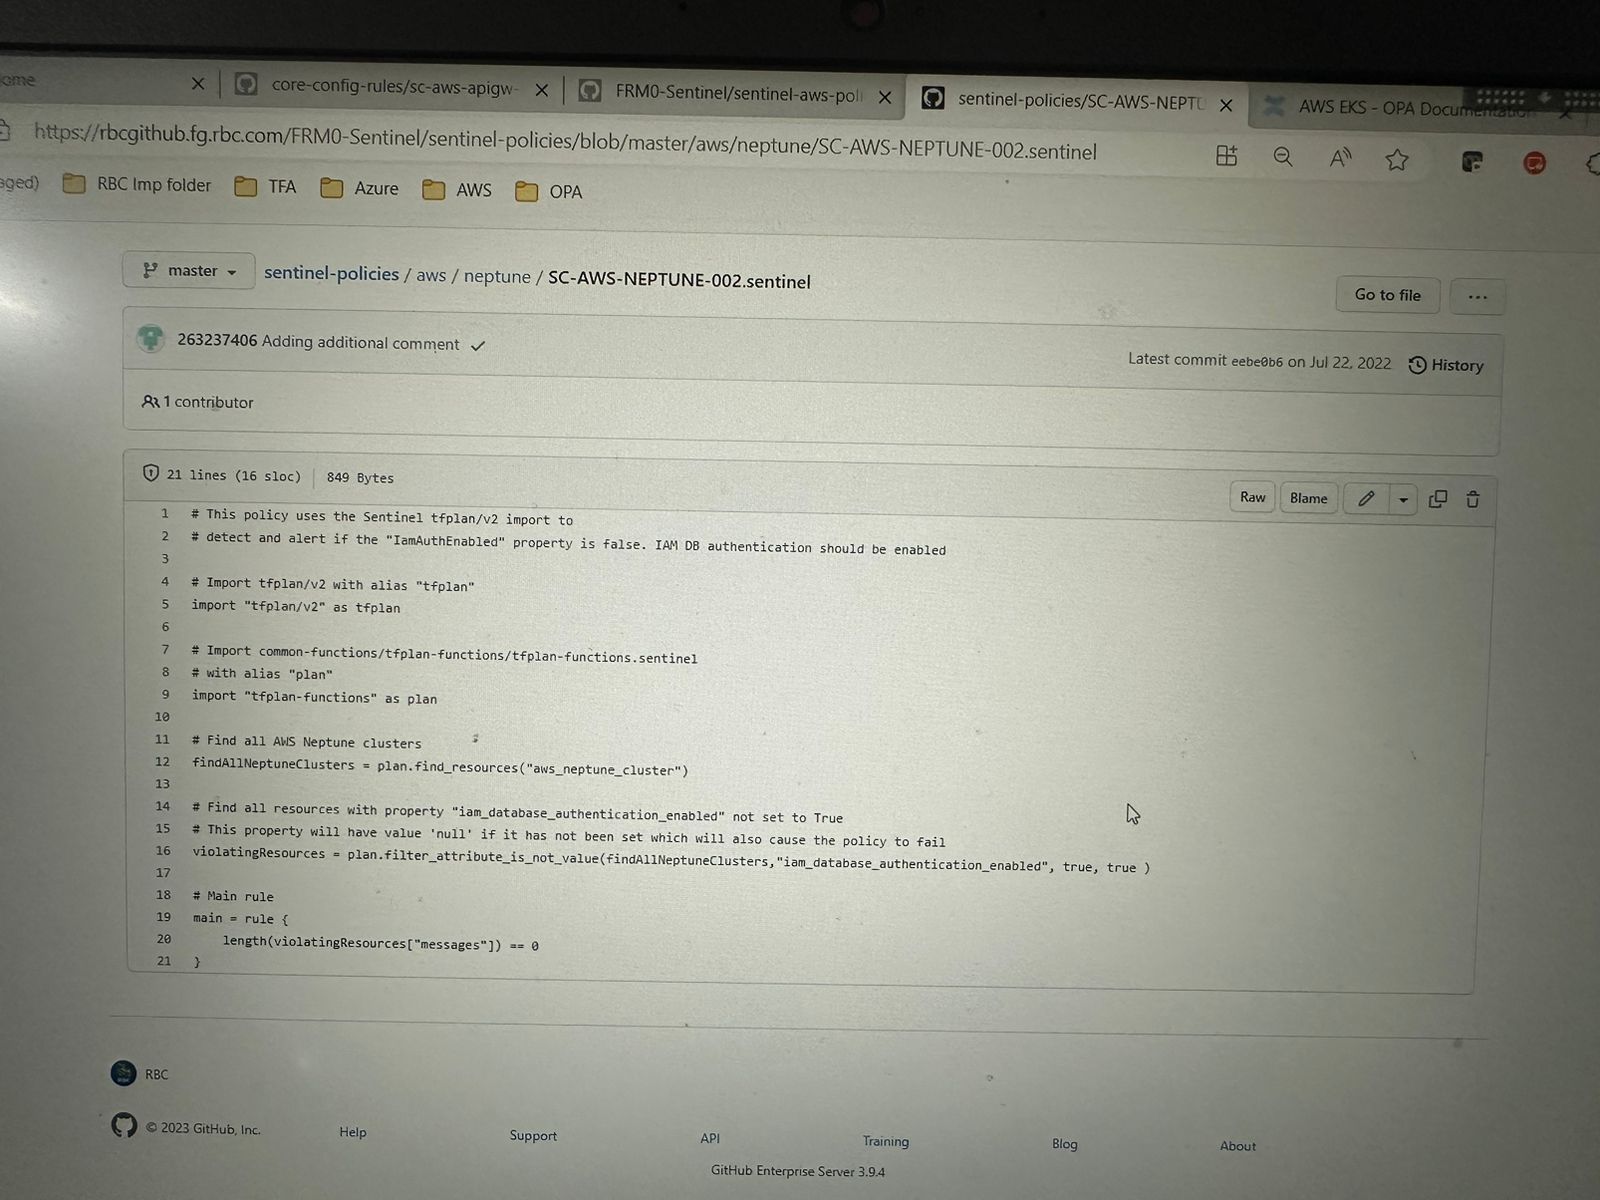 ome
core-config-rules/sc-aws-apigw-
FRM0-Sentinel/sentinel-aws-poli
sentinel-policies/SC-AWS-NEPTU
AWS EKS - OPA Documentation
https://rbcgithub.fg.rbc.com/FRM0-Sentinel/sentinel-policies/blob/master/aws/neptune/SC-AWS-NEPTUNE-002.sentinel
aged)
RBC Imp folder
TFA
Azure
AWS
OPA
master
sentinel-policies / aws / neptune / SC-AWS-NEPTUNE-002.sentinel
Go to file
...
263237406 Adding additional comment
Latest commit eebe0b6 on Jul 22, 2022
History
1 contributor
21 lines (16 sloc)
849 Bytes
Raw
Blame
1 # This policy uses the Sentinel tfplan/v2 import to
2 # detect and alert if the "IamAuthEnabled" property is false. IAM DB authentication should be enabled
3
4 # Import tfplan/v2 with alias "tfplan"
5 import "tfplan/v2" as tfplan
6
7 # Import common-functions/tfplan-functions/tfplan-functions.sentinel
8 # with alias "plan"
9 import "tfplan-functions" as plan
10
11 # Find all AWS Neptune clusters
12 findAllNeptuneClusters = plan.find_resources("aws_neptune_cluster")
13
14 # Find all resources with property "iam_database_authentication_enabled" not set to True
15 # This property will have value 'null' if it has not been set which will also cause the policy to fail
16 violatingResources = plan.filter_attribute_is_not_value(findAllNeptuneClusters,"iam_database_authentication_enabled", true, true )
17
18 # Main rule
19 main = rule {
20     length(violatingResources["messages"]) == 0
21 }
RBC
© 2023 GitHub, Inc.
Help
Support
API
Training
Blog
About
GitHub Enterprise Server 3.9.4